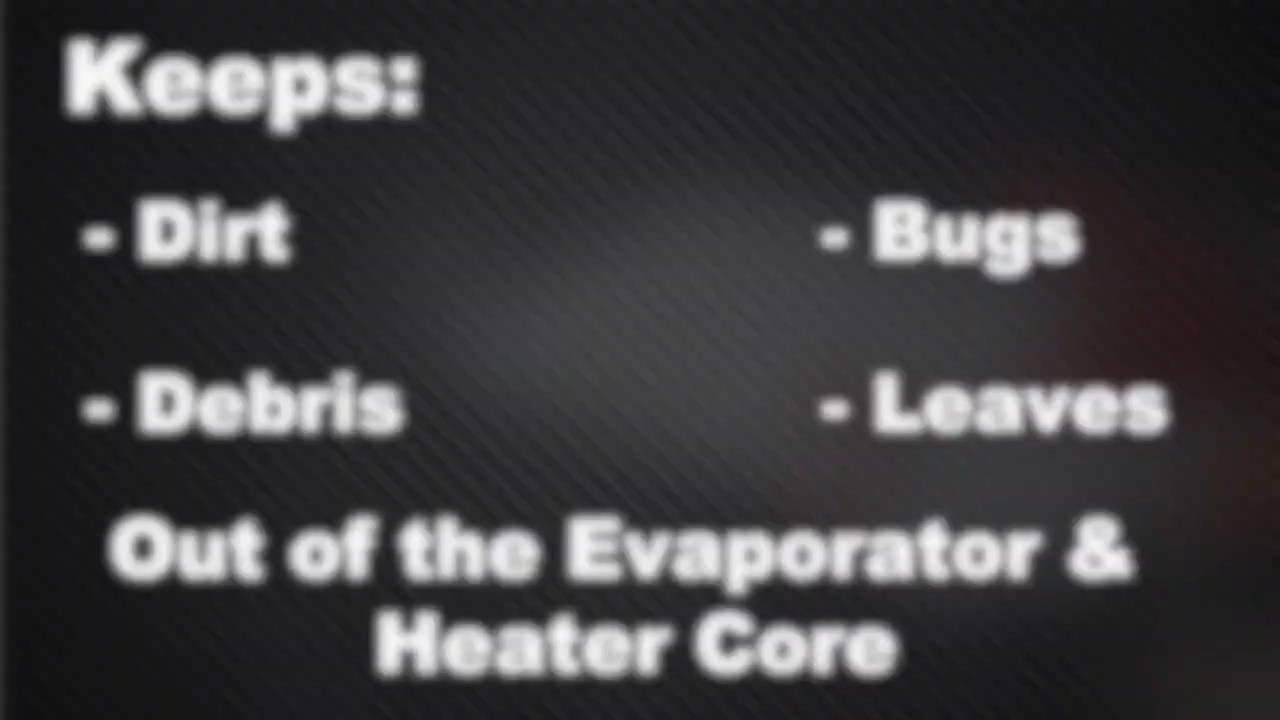 Keeps:
- Dirt
- Bugs
- Debris
- Leaves
Out of the Evaporator &
Heater Core